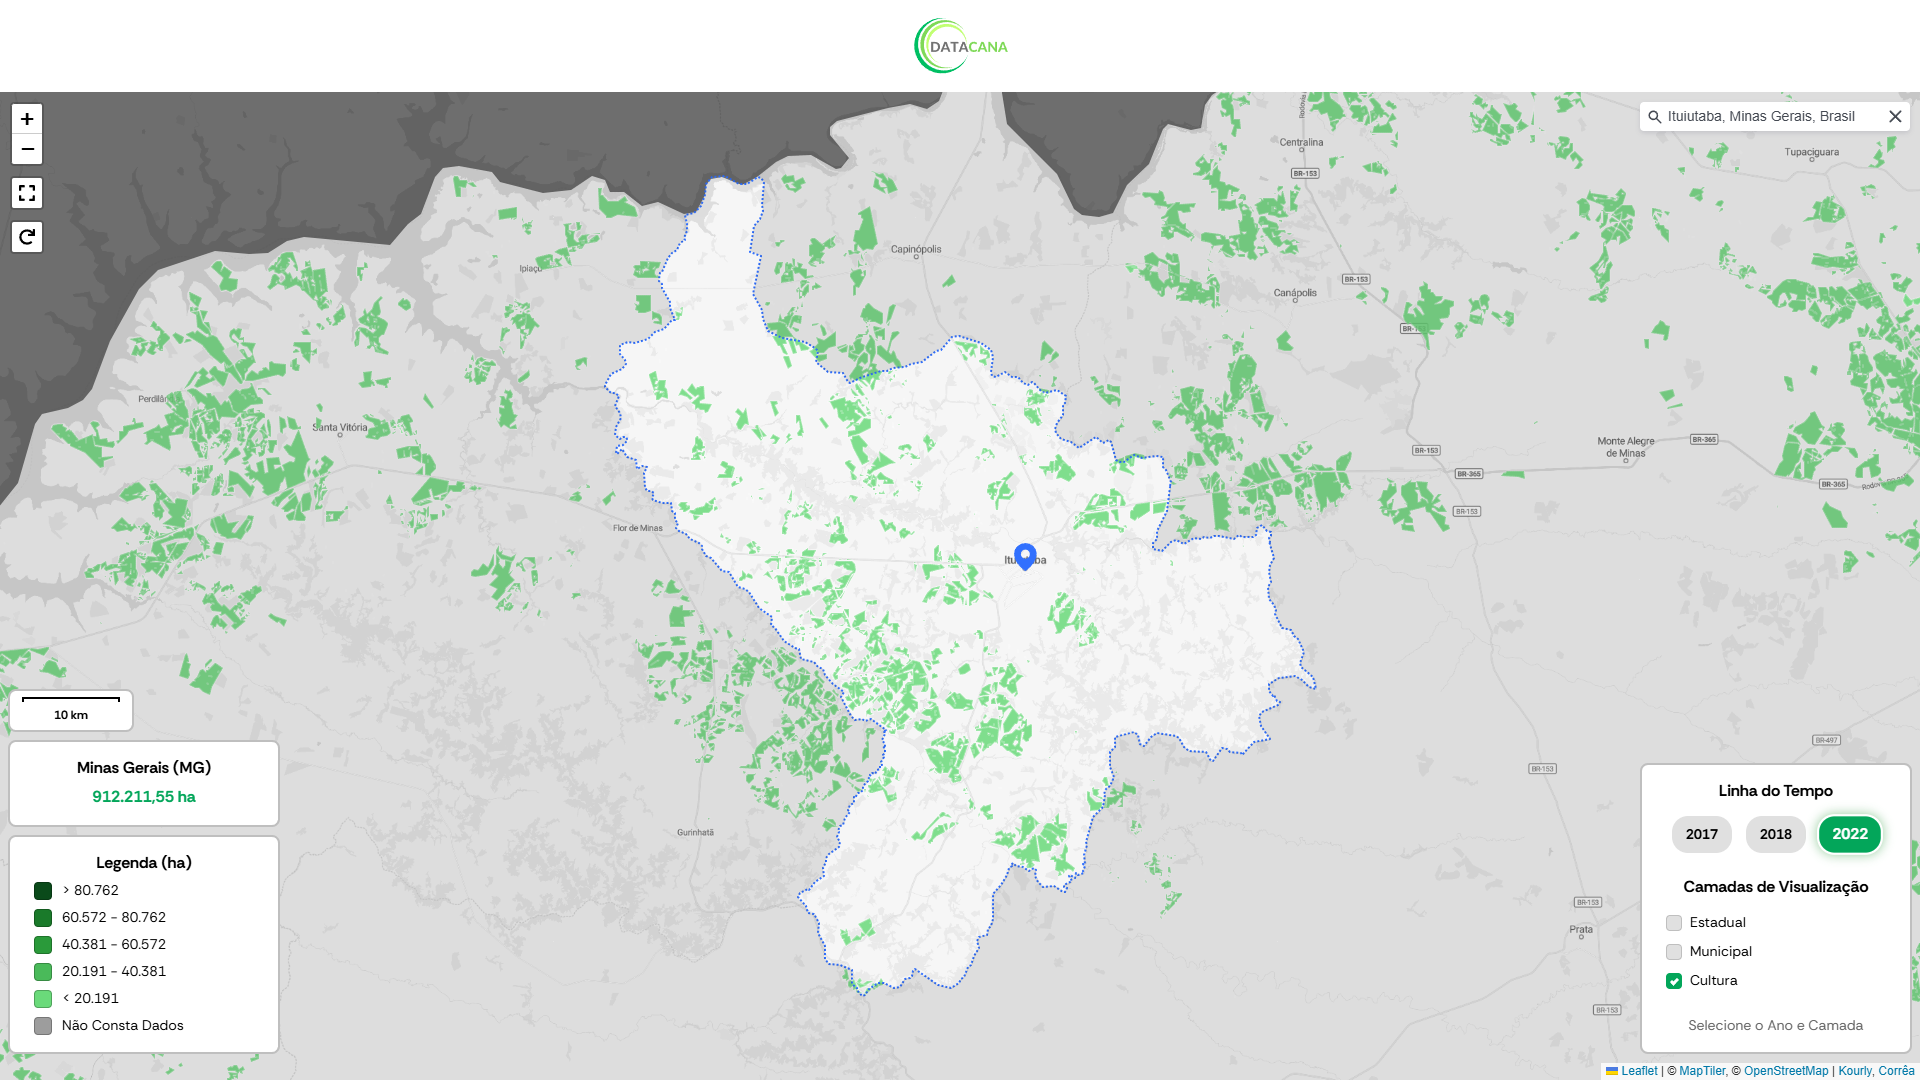 DATACANA
+
−
Ituiutaba, Minas Gerais, Brasil
Centralina
BR-153
Tupaciguara
Capinópolis
Ipiaçu
BR-153
Canápolis
Santa Vitória
BR-153
Monte Alegre
de Minas
BR-365
BR-365
BR-365
BR-153
Flor de Minas
10 km
BR-497
BR-153
Gurinhatã
BR-153
Prata
BR-153
Minas Gerais (MG)
912.211,55 ha
Legenda (ha)
> 80.762
60.572 - 80.762
40.381 - 60.572
20.191 - 40.381
< 20.191
Não Consta Dados
Linha do Tempo
2017 2018 2022
Camadas de Visualização
Estadual
Municipal
Cultura
Selecione o Ano e Camada
Leaflet | © MapTiler, © OpenStreetMap | Kourly, Corrêa